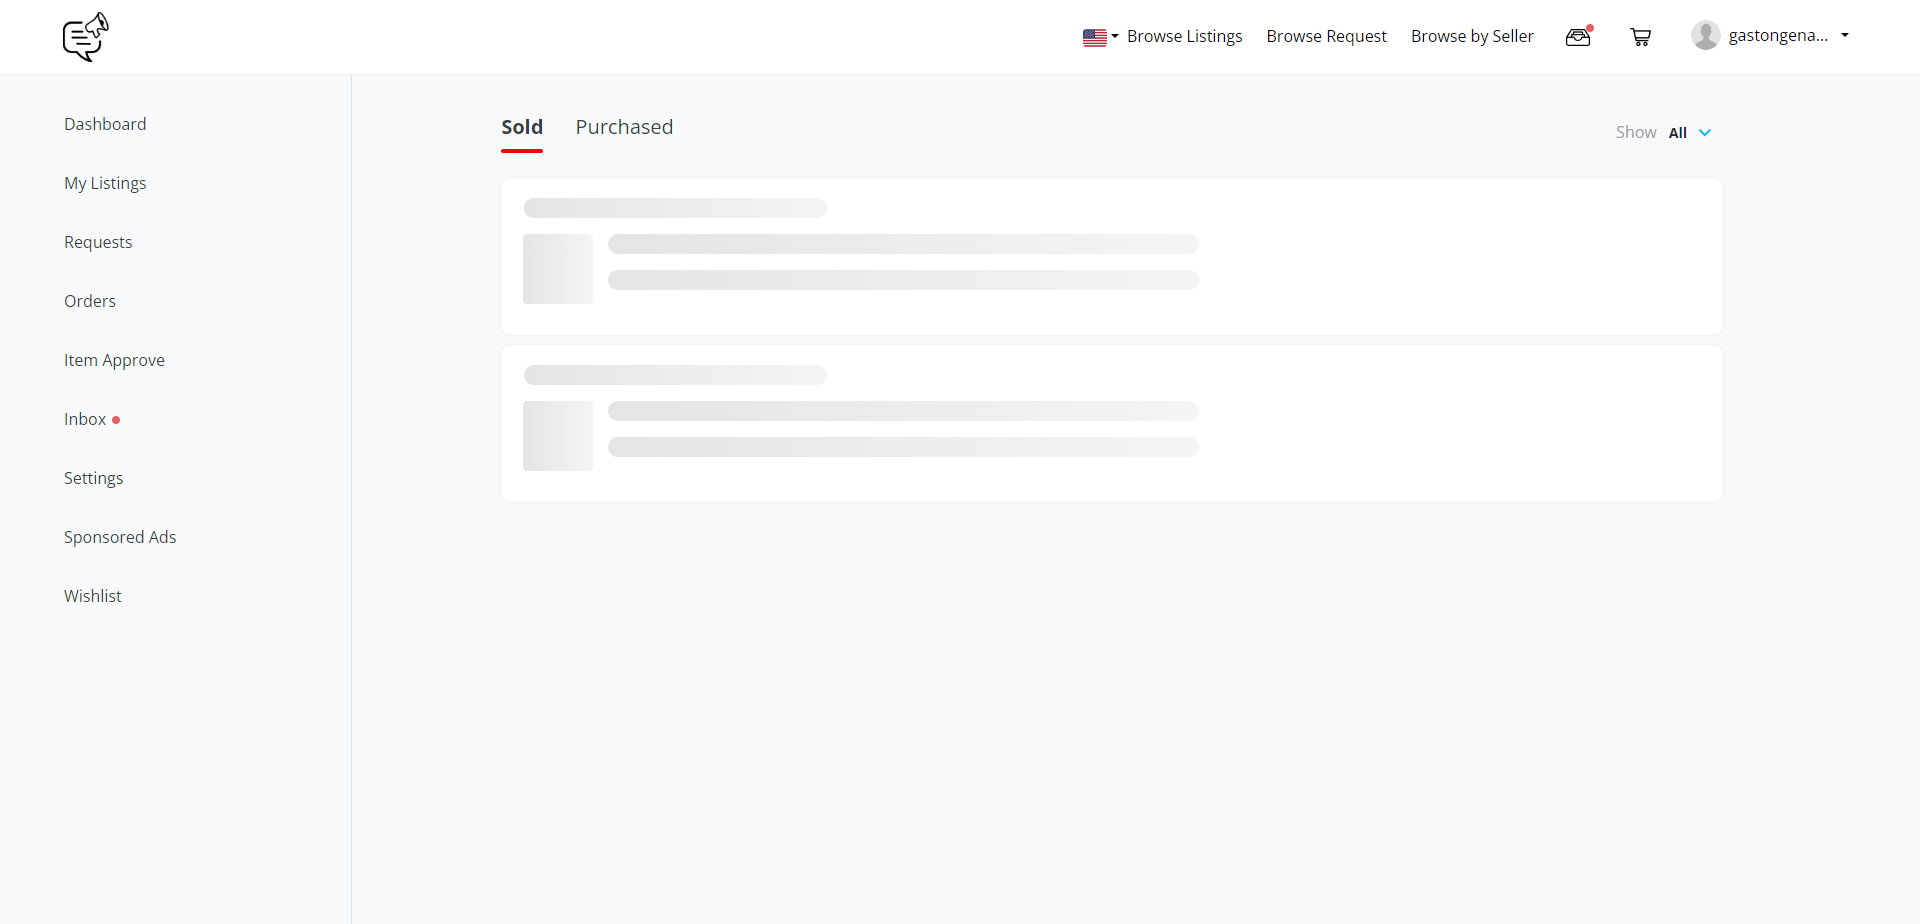 Browse Listings Browse Request Browse by Seller gastongena...
Dashboard
My Listings
Requests
Orders
Item Approve
Inbox
Settings
Sponsored Ads
Wishlist
Sold Purchased
Show All